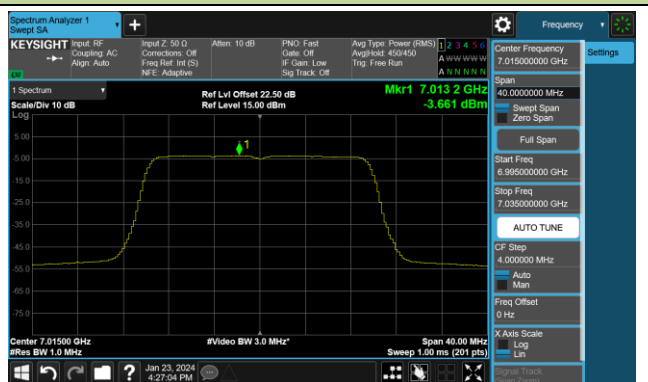 Spectrum Analyzer 1
Swept SA
Frequency
KEYSIGHT
Input: RF
Coupling: AC
Align: Auto
Input Z: 50 Ω
Corrections: Off
Freq Ref: Int (S)
NFE: Adaptive
Atten: 10 dB
PNO: Fast
Gate: Off
IF Gain: Low
Sig Track: Off
Avg Type: Power (RMS)
Avg|Hold: 450/450
Trig: Free Run
1 2 3 4 5 6
A W W W W W
A N N N N N
1 Spectrum
Scale/Div 10 dB
Log
Ref Lvl Offset 22.50 dB
Ref Level 15.00 dBm
Mkr1 7.013 2 GHz
-3.661 dBm
1
5.00
-5.00
-15.0
-25.0
-35.0
-45.0
-55.0
-65.0
-75.0
Center 7.01500 GHz
#Res BW 1.0 MHz
#Video BW 3.0 MHz*
Span 40.00 MHz
Sweep 1.00 ms (201 pts)
Center Frequency
7.015000000 GHz
Settings
Span
40.0000000 MHz
Swept Span
Zero Span
Full Span
Start Freq
6.995000000 GHz
Stop Freq
7.035000000 GHz
AUTO TUNE
CF Step
4.000000 MHz
Auto
Man
Freq Offset
0 Hz
X Axis Scale
Log
Lin
Signal Track
(Span Zoom)
?
Jan 23, 2024
4:27:04 PM